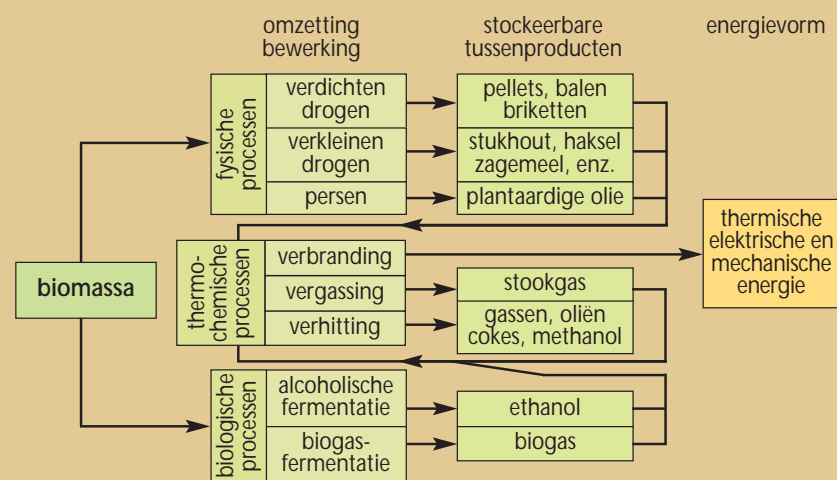 omzetting
bewerking
stockeerbare
tussenproducten
energievorm
biomassa
fysische
processen
verdichten
drogen
pellets, balen
briketten
verkleinen
drogen
stukhout, haksel
zagemeel, enz.
persen
plantaardige olie
thermo-
chemische
processen
verbranding
vergassing
stookgas
verhitting
gassen, oliën
cokes, methanol
thermische
elektrische en
mechanische
energie
biologische
processen
alcoholische
fermentatie
ethanol
biogas-
fermentatie
biogas